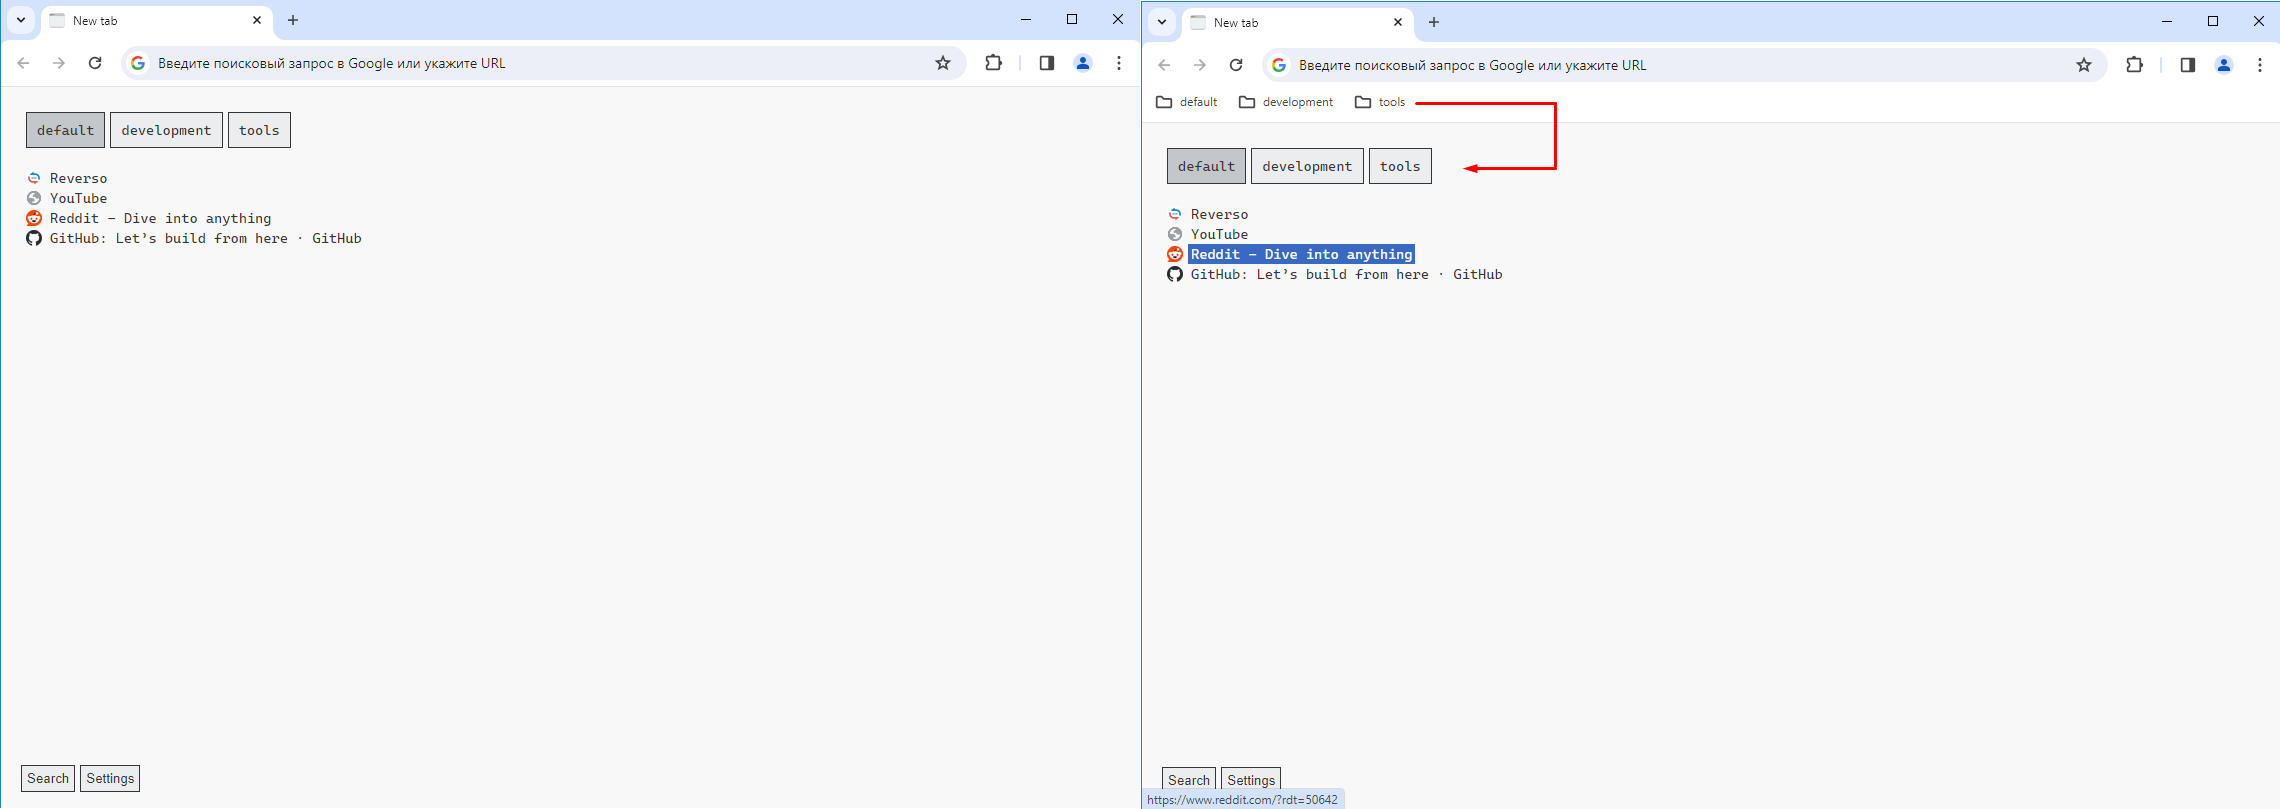 New tab
Введите поисковый запрос в Google или укажите URL
default development tools
Reverso
YouTube
Reddit - Dive into anything
GitHub: Let’s build from here · GitHub
Search Settings
New tab
Введите поисковый запрос в Google или укажите URL
default development tools
default development tools
Reverso
YouTube
Reddit - Dive into anything
GitHub: Let’s build from here · GitHub
Search Settings
https://www.reddit.com/?rdt=50642